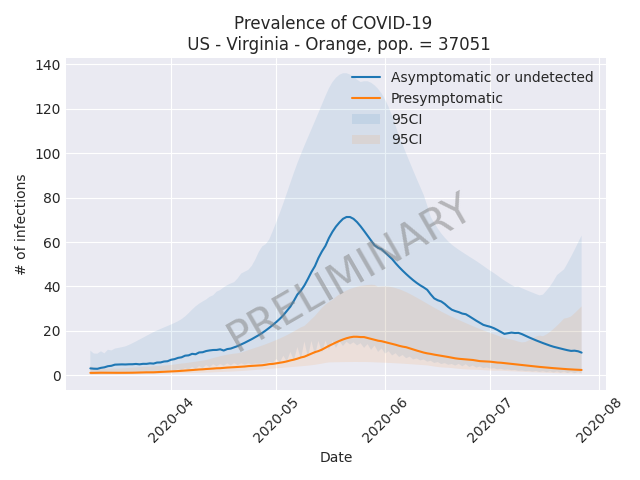 Prevalence of COVID-19
US - Virginia - Orange, pop. = 37051
140
120
100
80
60
40
20
0
# of infections
Asymptomatic or undetected
Presymptomatic
95CI
95CI
PRELIMINARY
2020-04
2020-05
2020-06
2020-07
2020-08
Date